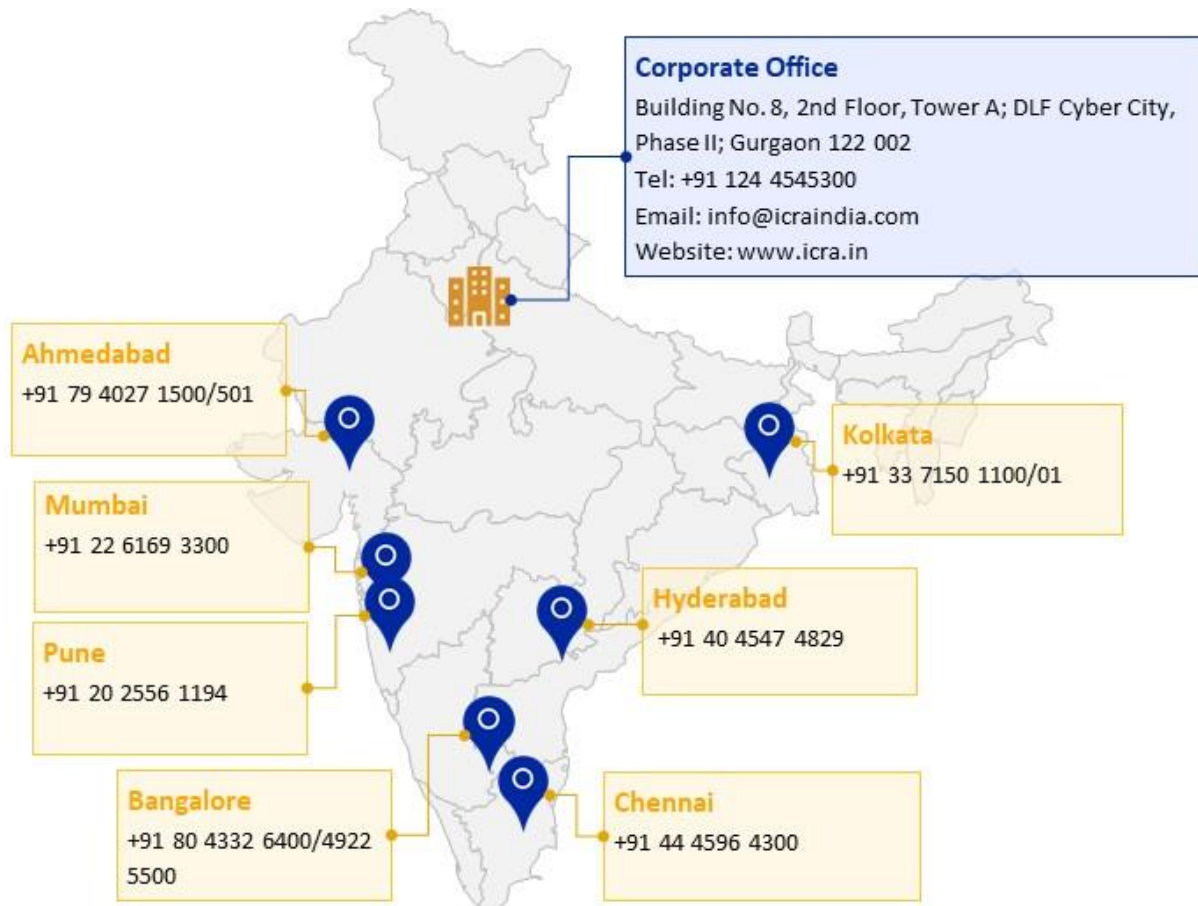 Corporate Office
Building No. 8, 2nd Floor, Tower A; DLF Cyber City,
Phase II; Gurgaon 122 002
Tel: +91 124 4545300
Email: info@icraindia.com
Website: www.icra.in
Ahmedabad
+91 79 4027 1500/501
Kolkata
+91 33 7150 1100/01
Mumbai
+91 22 6169 3300
Hyderabad
+91 40 4547 4829
Pune
+91 20 2556 1194
Bangalore
+91 80 4332 6400/4922
5500
Chennai
+91 44 4596 4300